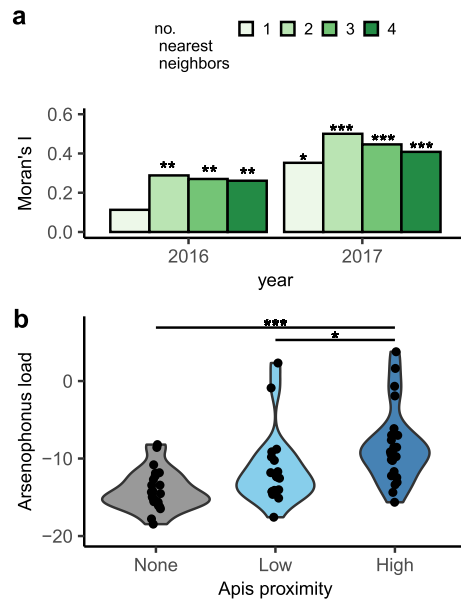 a
no.
nearest
neighbors
1 2 3 4
0.6
0.4
0.2
0.0
Moran's I
** ** **
* *** *** ***
2016 2017
year
b
***
*
0
−10
−20
Arsenophonus load
None Low High
Apis proximity